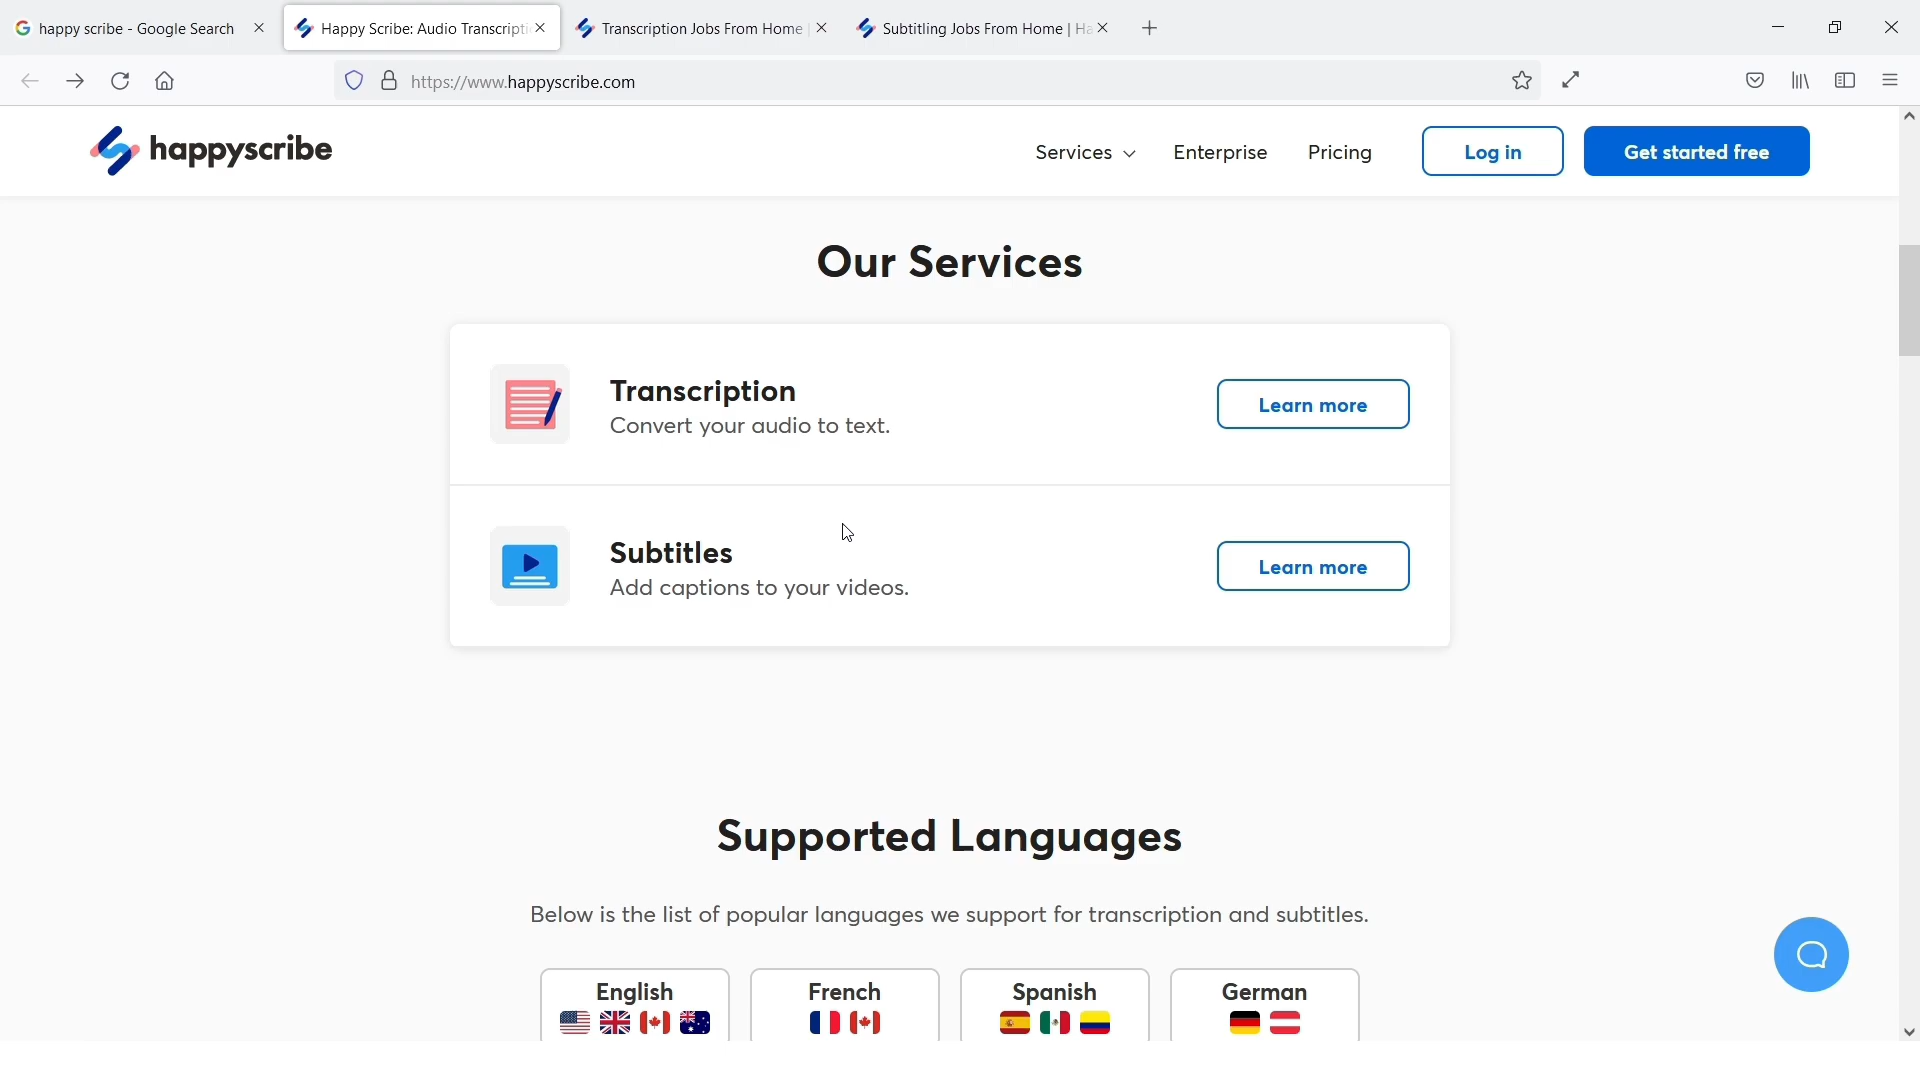 happy scribe - Google Search
Happy Scribe: Audio Transcripti
Transcription Jobs From Home |
Subtitling Jobs From Home | Ha
https://www.happyscribe.com
happyscribe
Services
Enterprise
Pricing
Log in
Get started free
Our Services
Transcription
Convert your audio to text.
Learn more
Subtitles
Add captions to your videos.
Learn more
Supported Languages
Below is the list of popular languages we support for transcription and subtitles.
English
French
Spanish
German